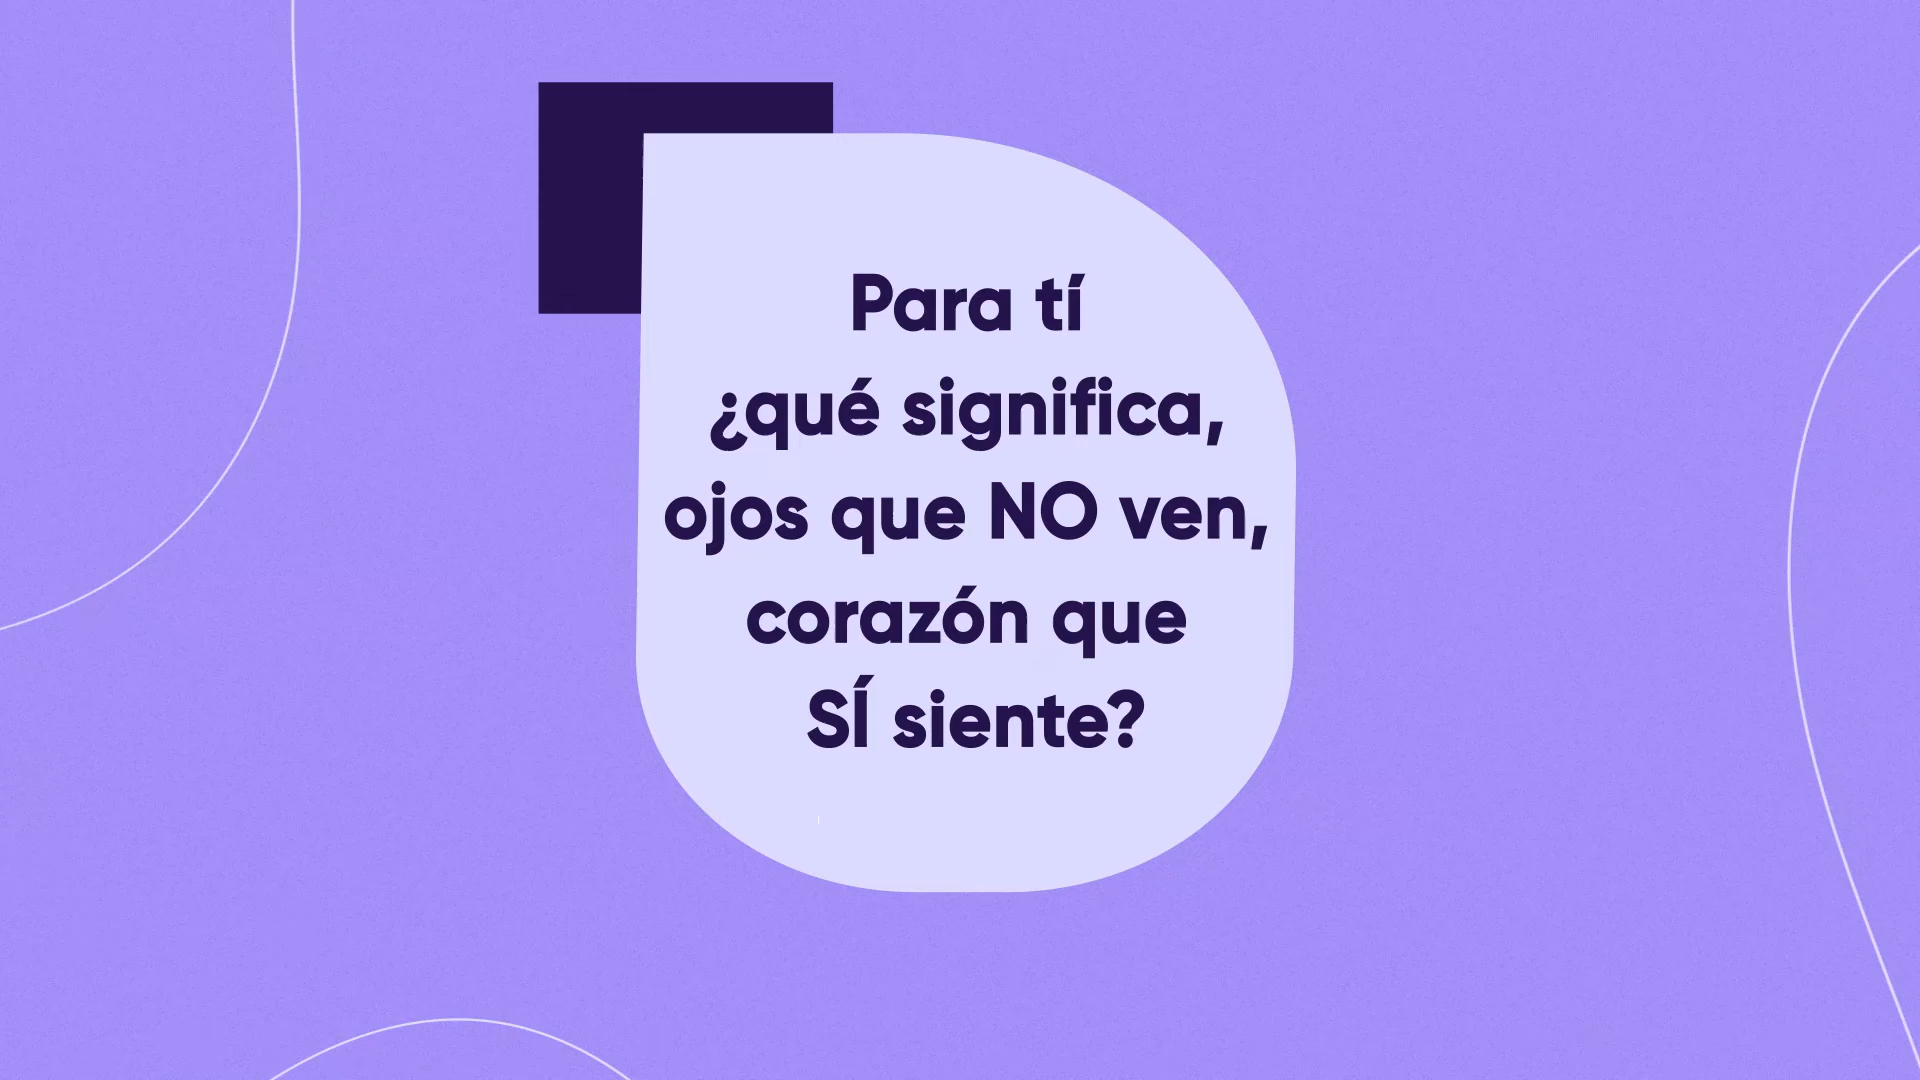 Para tí
¿qué significa,
ojos que NO ven,
corazón que
SÍ siente?